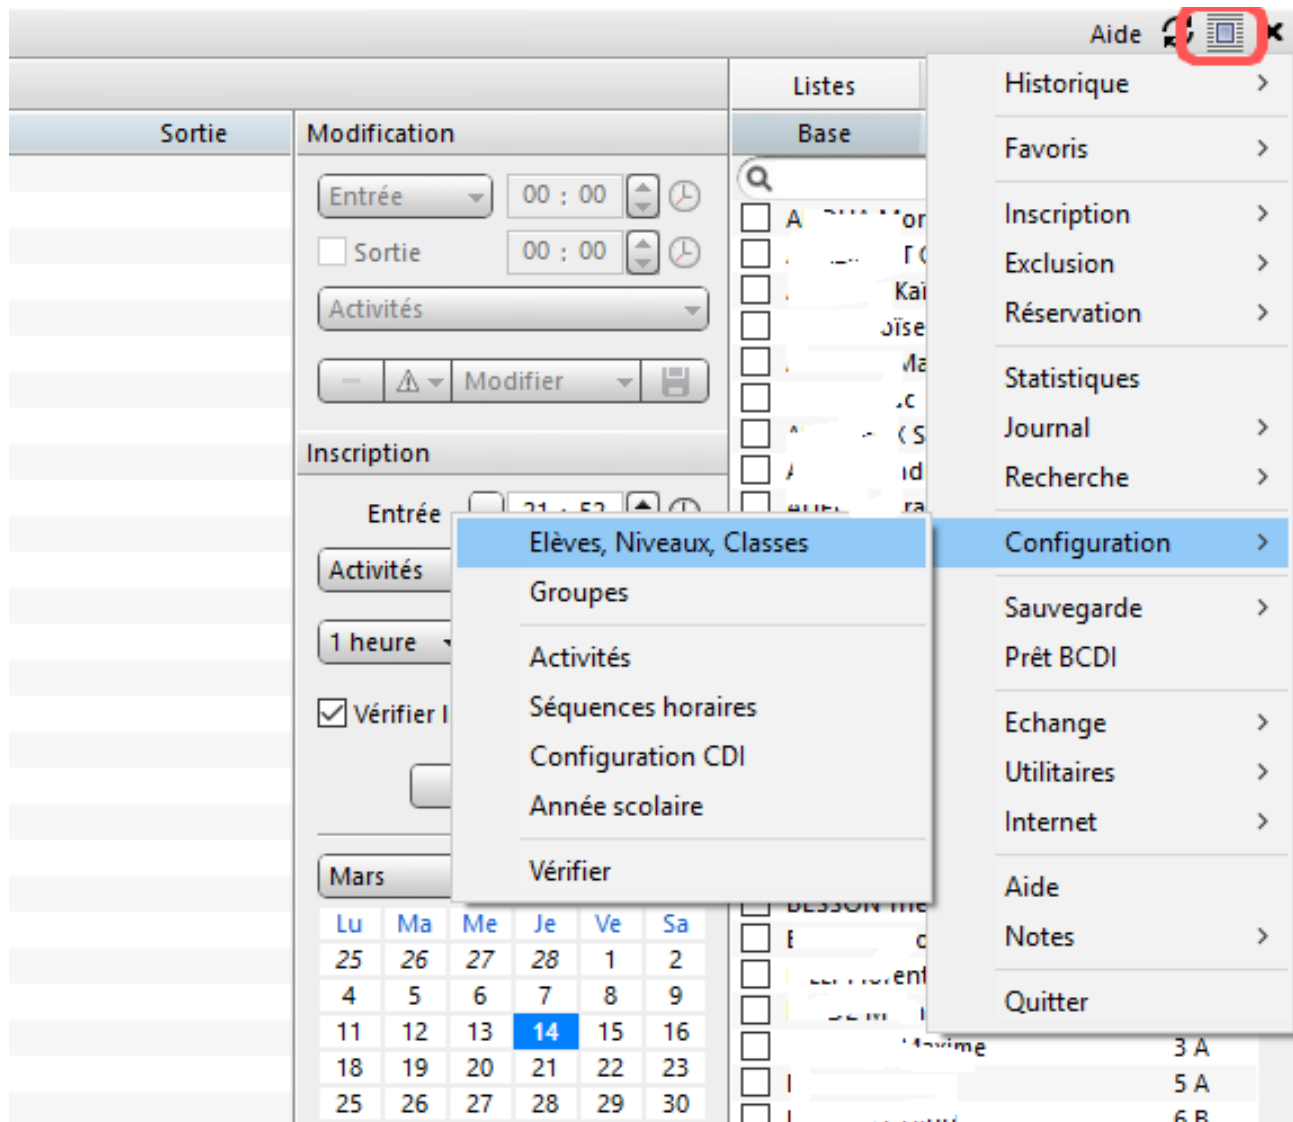 Aide
Listes
Sortie
Modification
Base
Entrée
00 : 00
Sortie
00 : 00
Activités
Modifier
Inscription
Entrée
Activités
1 heure
Vérifier
Mars
Lu Ma Me Je Ve Sa
25 26 27 28 1 2
4 5 6 7 8 9
11 12 13 14 15 16
18 19 20 21 22 23
25 26 27 28 29 30
Elèves, Niveaux, Classes
Groupes
Activités
Séquences horaires
Configuration CDI
Année scolaire
Vérifier
Historique
Favoris
Inscription
Exclusion
Réservation
Statistiques
Journal
Recherche
Configuration
Sauvegarde
Prêt BCDI
Echange
Utilitaires
Internet
Aide
Notes
Quitter
BESSON
Maxime 3 A
5 A
6 B